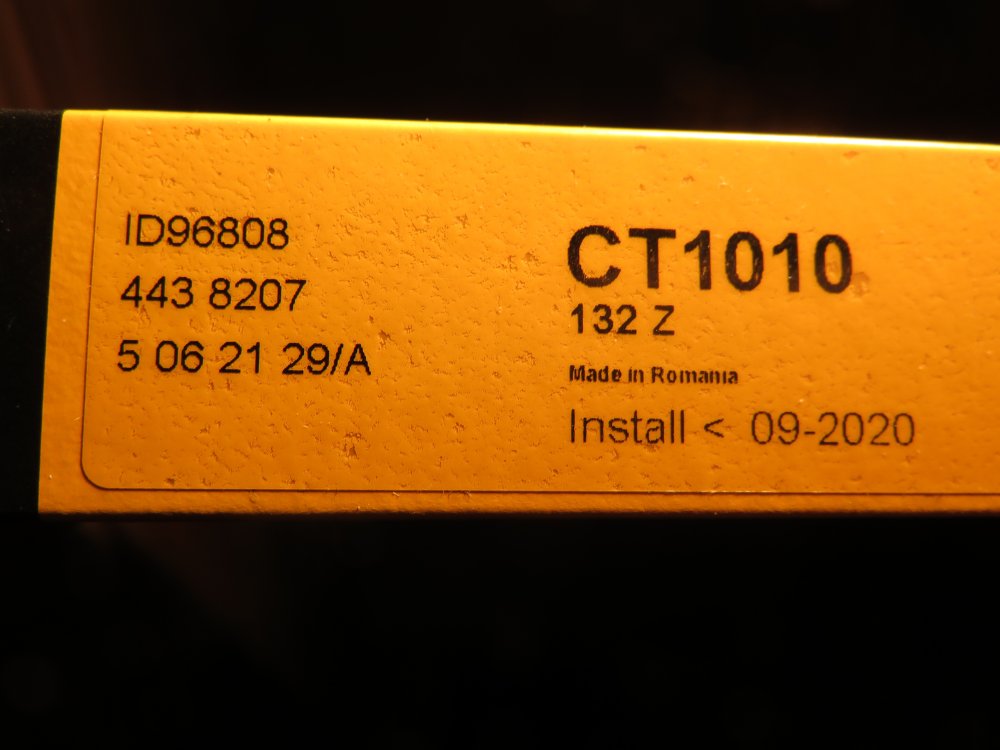 ID96808
443 8207
5 06 21 29/A
CT1010
132 Z
Made in Romania
Install < 09-2020